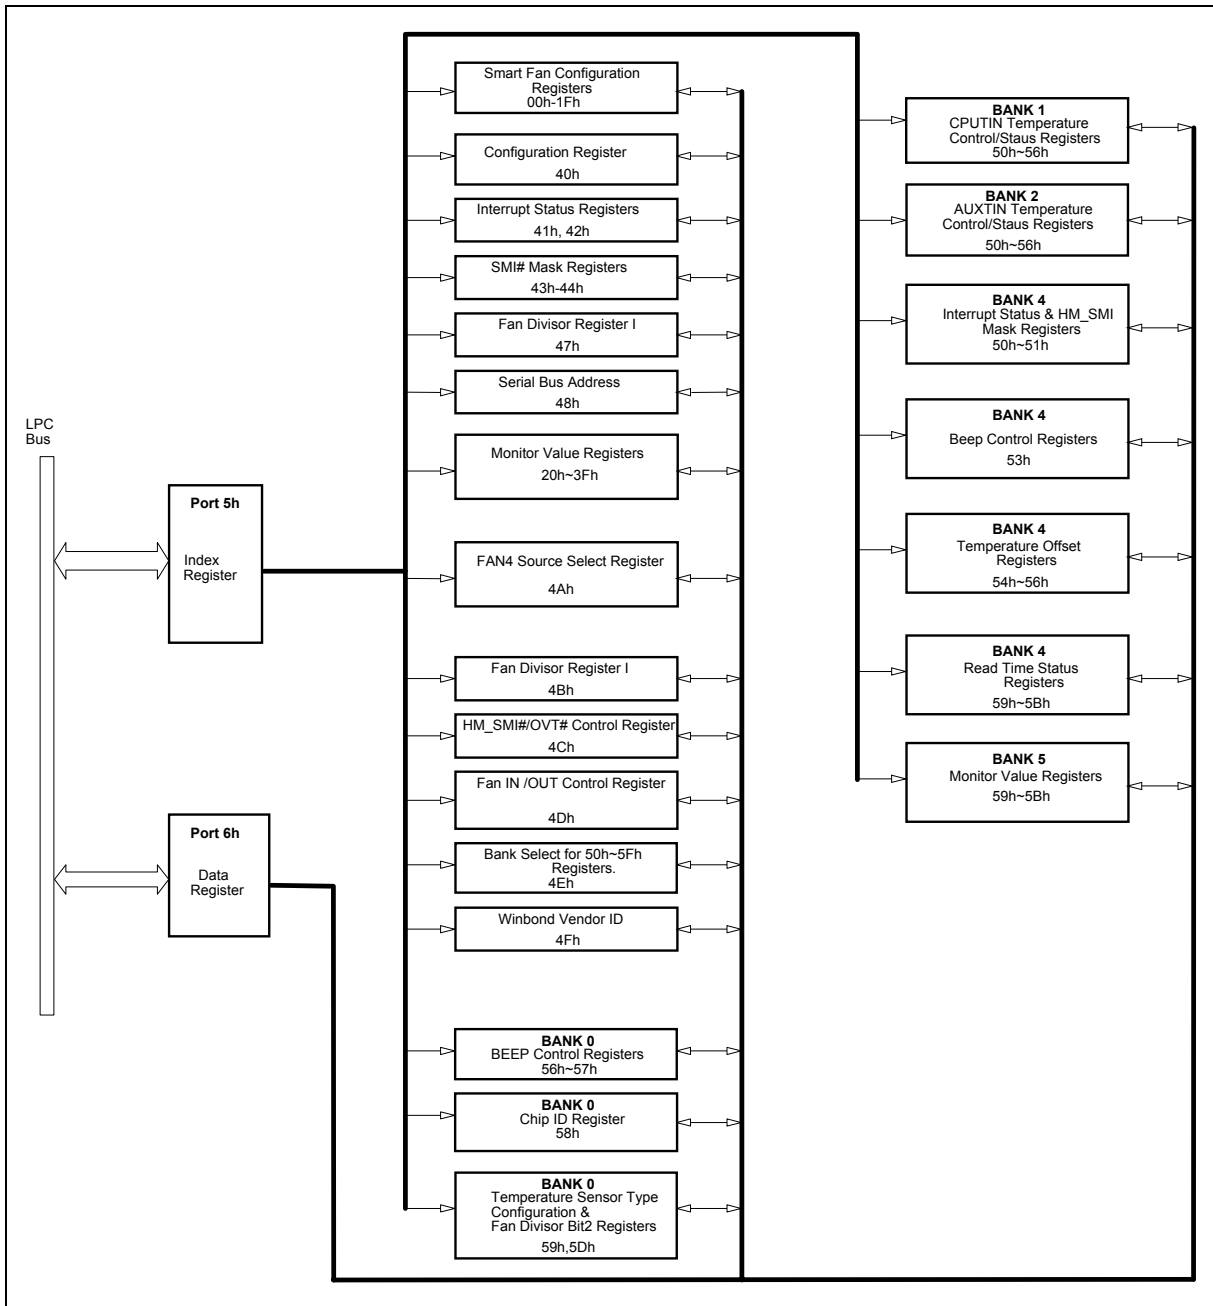 LPC
Bus
Port 5h
Index
Register
Port 6h
Data
Register
Smart Fan Configuration
Registers
00h-1Fh
Configuration Register
40h
Interrupt Status Registers
41h, 42h
SMI# Mask Registers
43h-44h
Fan Divisor Register I
47h
Serial Bus Address
48h
Monitor Value Registers
20h~3Fh
FAN4 Source Select Register
4Ah
Fan Divisor Register I
4Bh
HM_SMI#/OVT# Control Register
4Ch
Fan IN /OUT Control Register
4Dh
Bank Select for 50h~5Fh
Registers.
4Eh
Winbond Vendor ID
4Fh
BANK 0
BEEP Control Registers
56h~57h
BANK 0
Chip ID Register
58h
BANK 0
Temperature Sensor Type
Configuration &
Fan Divisor Bit2 Registers
59h,5Dh
BANK 1
CPUTIN Temperature
Control/Staus Registers
50h~56h
BANK 2
AUXTIN Temperature
Control/Staus Registers
50h~56h
BANK 4
Interrupt Status & HM_SMI
Mask Registers
50h~51h
BANK 4
Beep Control Registers
53h
BANK 4
Temperature Offset
Registers
54h~56h
BANK 4
Read Time Status
Registers
59h~5Bh
BANK 5
Monitor Value Registers
59h~5Bh